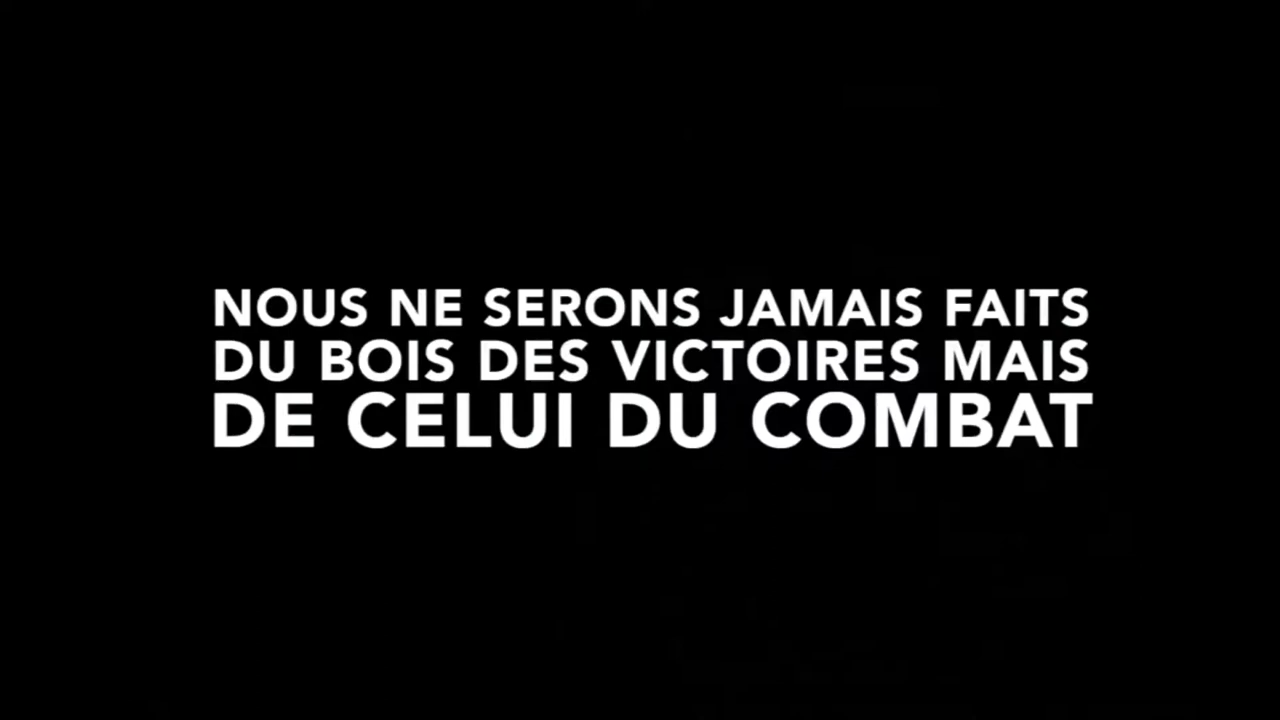 NOUS NE SERONS JAMAIS FAITS
DU BOIS DES VICTOIRES MAIS
DE CELUI DU COMBAT